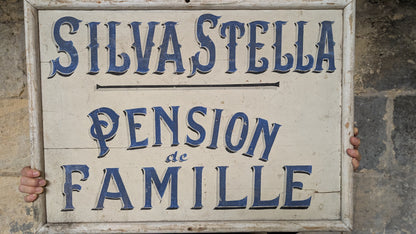 SILVA, STELLA
PENSION
de
FAMILLE